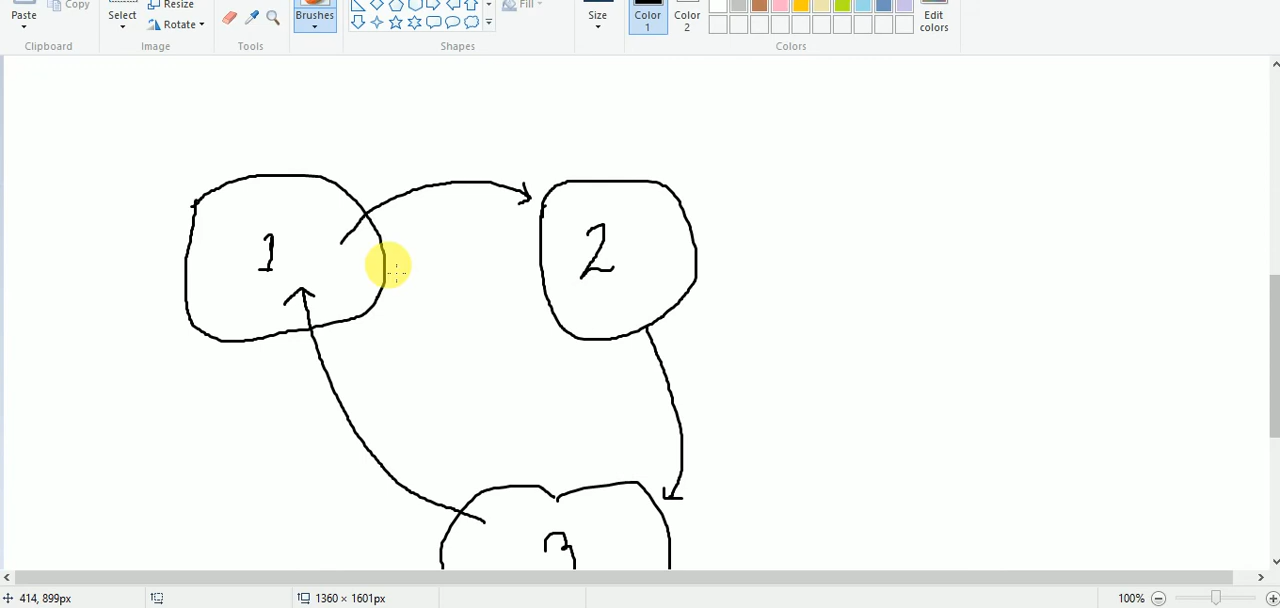 Paste
Copy
Select
Resize
Rotate
Brushes
Fill
Size
Color 1
Color 2
Edit colors
Clipboard
Image
Tools
Shapes
Colors
1
2
3
414, 899px
1360 × 1601px
100%